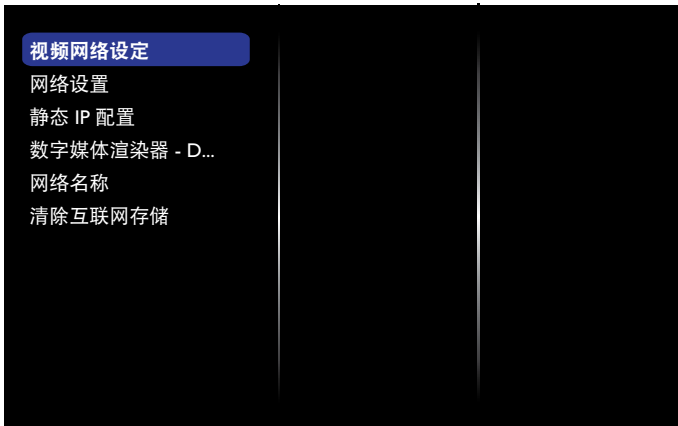 视频网络设定
网络设置
静态 IP 配置
数字媒体渲染器 - D...
网络名称
清除互联网存储